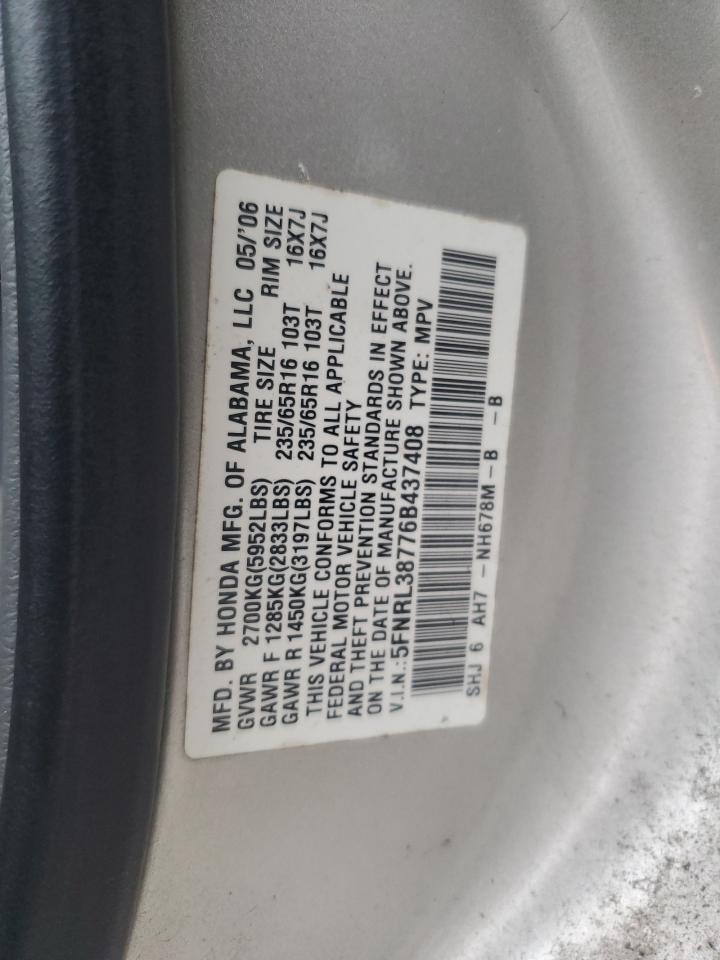 MFD. BY HONDA MFG. OF ALABAMA, LLC 05/'06
GVWR 2700KG(5952LBS) TIRE SIZE RIM SIZE
GAWR F 1285KG(2833LBS) 235/65R16 103T 16X7J
GAWR R 1450KG(3197LBS) 235/65R16 103T 16X7J
THIS VEHICLE CONFORMS TO ALL APPLICABLE
FEDERAL MOTOR VEHICLE SAFETY
AND THEFT PREVENTION STANDARDS IN EFFECT
ON THE DATE OF MANUFACTURE SHOWN ABOVE.
V.I.N.:5FNRL38776B437408 TYPE: MPV
SHJ 6 AH7 -NH678M-B -B